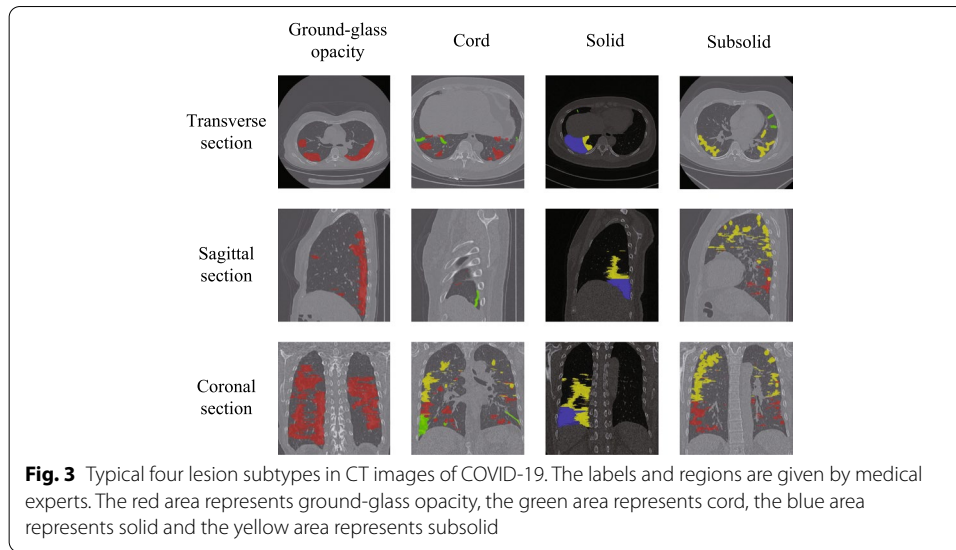 Ground-glass
opacity
Cord
Solid
Subsolid
Transverse
section
Sagittal
section
Coronal
section
Fig. 3 Typical four lesion subtypes in CT images of COVID-19. The labels and regions are given by medical
experts. The red area represents ground-glass opacity, the green area represents cord, the blue area
represents solid and the yellow area represents subsolid